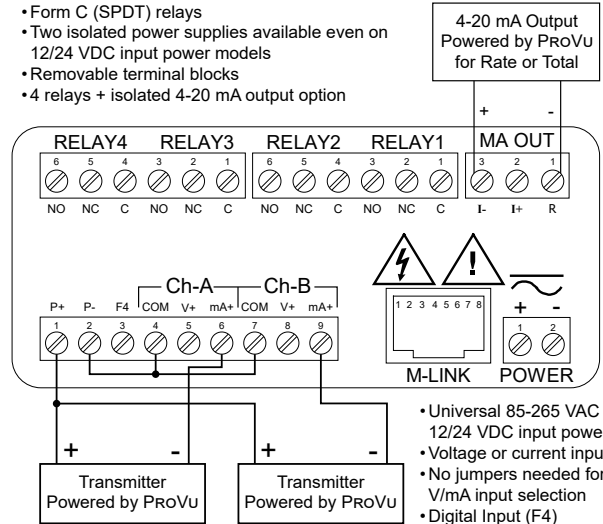 • Form C (SPDT) relays
• Two isolated power supplies available even on
12/24 VDC input power models
• Removable terminal blocks
• 4 relays + isolated 4-20 mA output option
4-20 mA Output
Powered by PROVU
for Rate or Total
+ -
RELAY4 RELAY3 RELAY2 RELAY1 MA OUT
6 5 4 3 2 1 6 5 4 3 2 1 3 2 1
NO NC C NO NC C NO NC C NO NC C I- I+ R
Ch-A Ch-B
P+ P- F4 COM V+ mA+ COM V+ mA+
1 2 3 4 5 6 7 8 9
1 2 3 4 5 6 7 8
+ -
1 2
M-LINK POWER
+ - + -
Transmitter
Powered by PROVU
Transmitter
Powered by PROVU
• Universal 85-265 VAC
12/24 VDC input powe
• Voltage or current inpu
• No jumpers needed for
V/mA input selection
• Digital Input (F4)